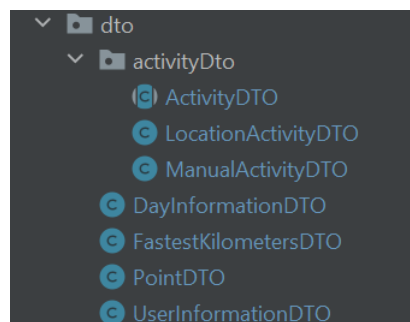 dto
activityDto
ActivityDTO
LocationActivityDTO
ManualActivityDTO
DayInformationDTO
FastestKilometersDTO
PointDTO
UserInformationDTO